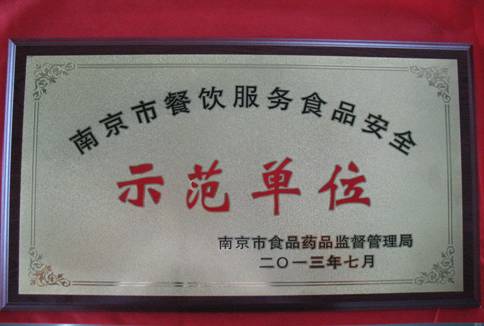 南京市餐饮服务食品安全
示范单位
南京市食品药品监督管理局
二〇一三年七月